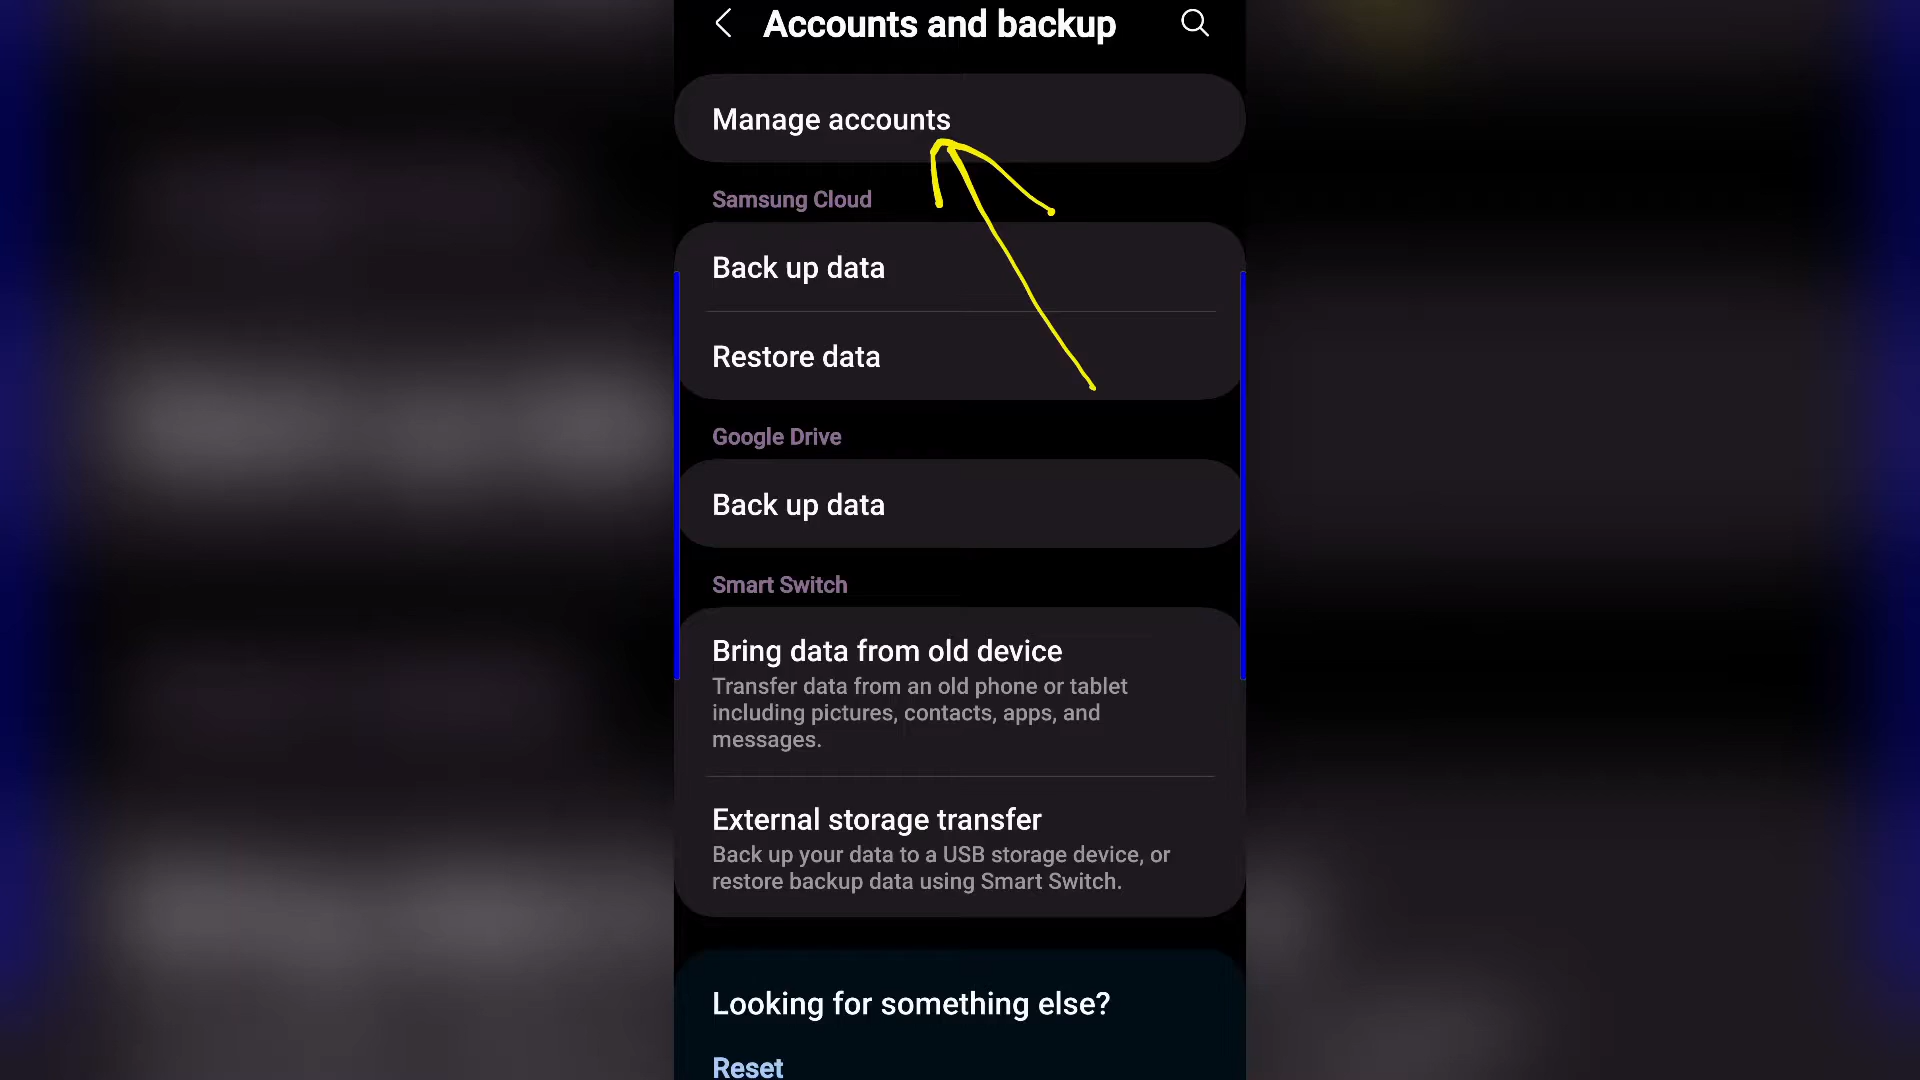 Accounts and backup
Manage accounts
Samsung Cloud
Back up data
Restore data
Google Drive
Back up data
Smart Switch
Bring data from old device
Transfer data from an old phone or tablet
including pictures, contacts, apps, and
messages.
External storage transfer
Back up your data to a USB storage device, or
restore backup data using Smart Switch.
Looking for something else?
Reset